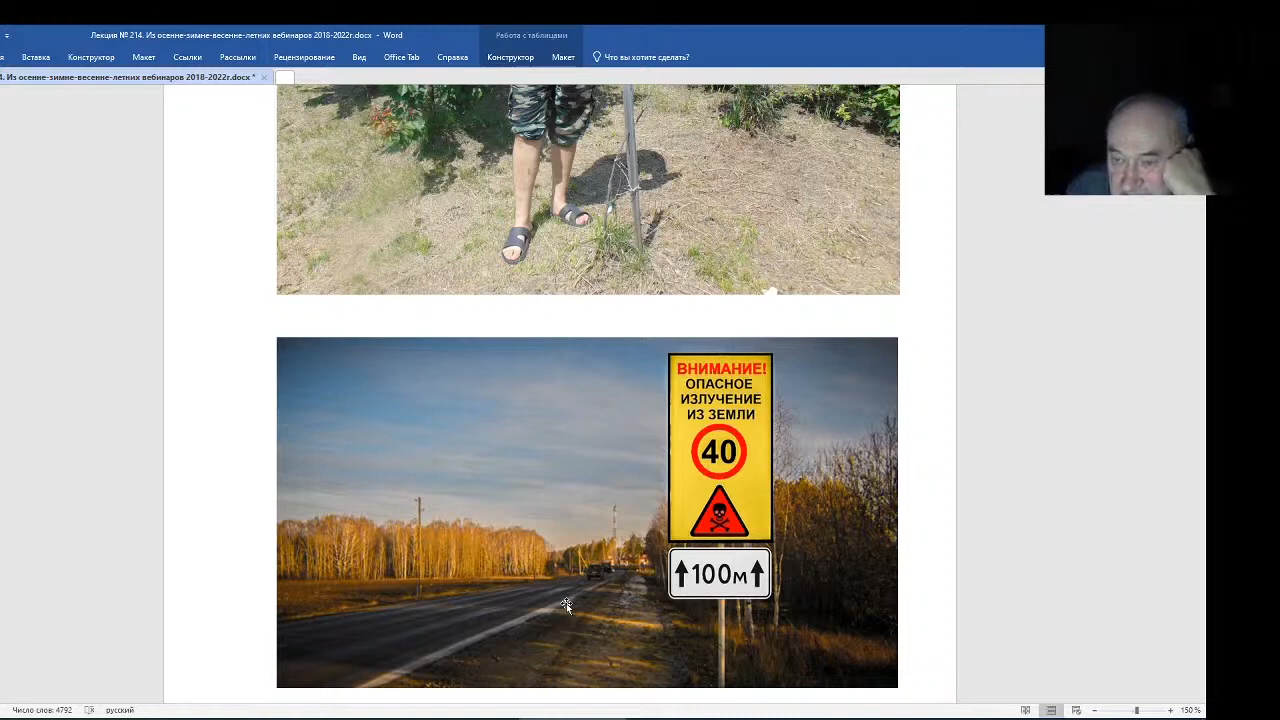 Лекция № 214. Из осенне-зимне-весенне-летних вебинаров 2018-2022г.docx - Word
Работа с таблицами
Вставка Конструктор Макет Ссылки Рассылки Рецензирование Вид Office Tab Справка Конструктор Макет Что вы хотите сделать?
4. Из осенне-зимне-весенне-летних вебинаров 2018-2022г.docx *
ВНИМАНИЕ!
ОПАСНОЕ
ИЗЛУЧЕНИЕ
ИЗ ЗЕМЛИ
40
100м
Число слов: 4792 русский 150 %